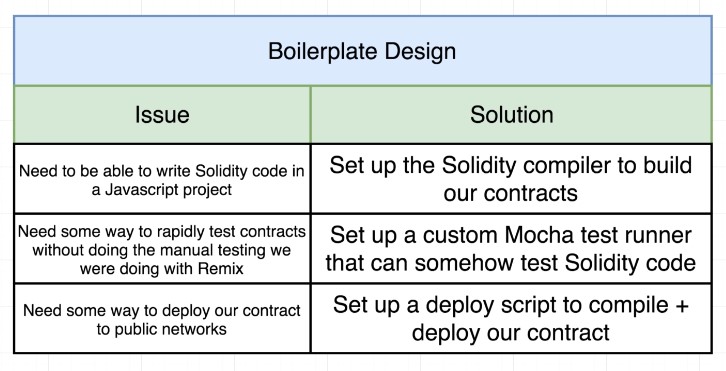 Boilerplate Design
Issue
Solution
Need to be able to write Solidity code in
a Javascript project
Set up the Solidity compiler to build
our contracts
Need some way to rapidly test contracts
without doing the manual testing we
were doing with Remix
Set up a custom Mocha test runner
that can somehow test Solidity code
Need some way to deploy our contract
to public networks
Set up a deploy script to compile +
deploy our contract